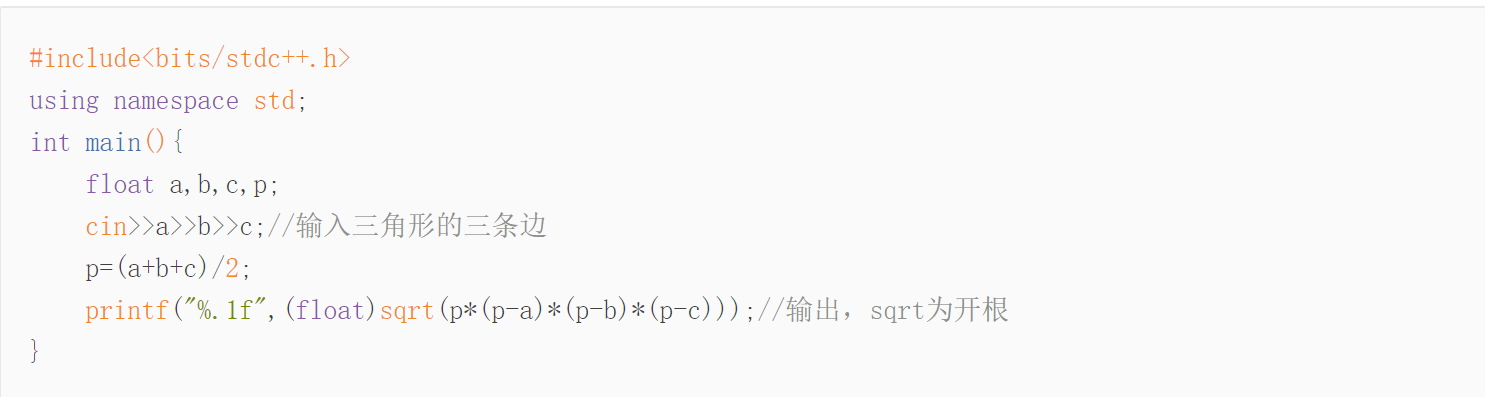 #include<bits/stdc++.h>
using namespace std;
int main(){
    float a,b,c,p;
    cin>>a>>b>>c;//输入三角形的三条边
    p=(a+b+c)/2;
    printf("%.1f",(float)sqrt(p*(p-a)*(p-b)*(p-c)));//输出，sqrt为开根
}